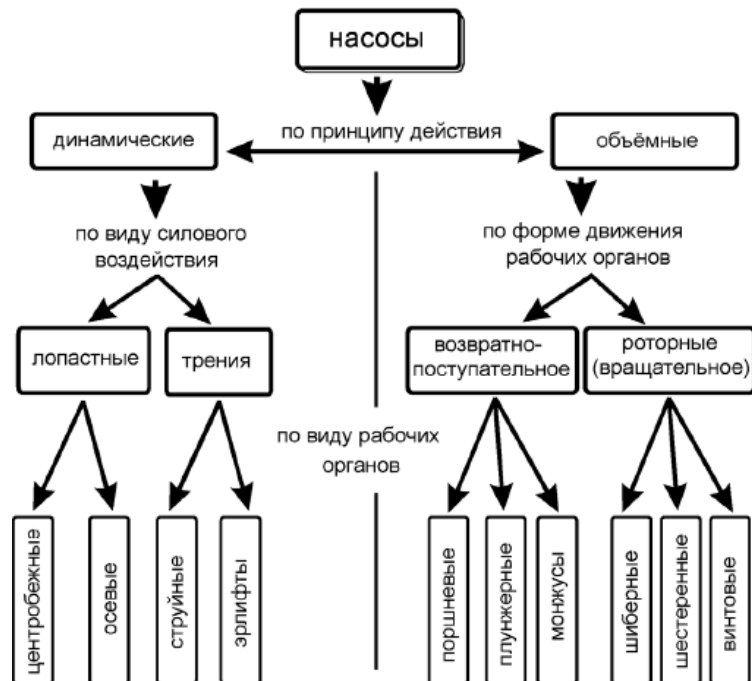 насосы
по принципу действия
динамические
объёмные
по виду силового
воздействия
по форме движения
рабочих органов
лопастные
трения
возвратно-
поступательное
роторные
(вращательное)
по виду рабочих
органов
центробежные
осевые
струйные
эрлифты
поршневые
плунжерные
монжусы
шиберные
шестеренные
винтовые